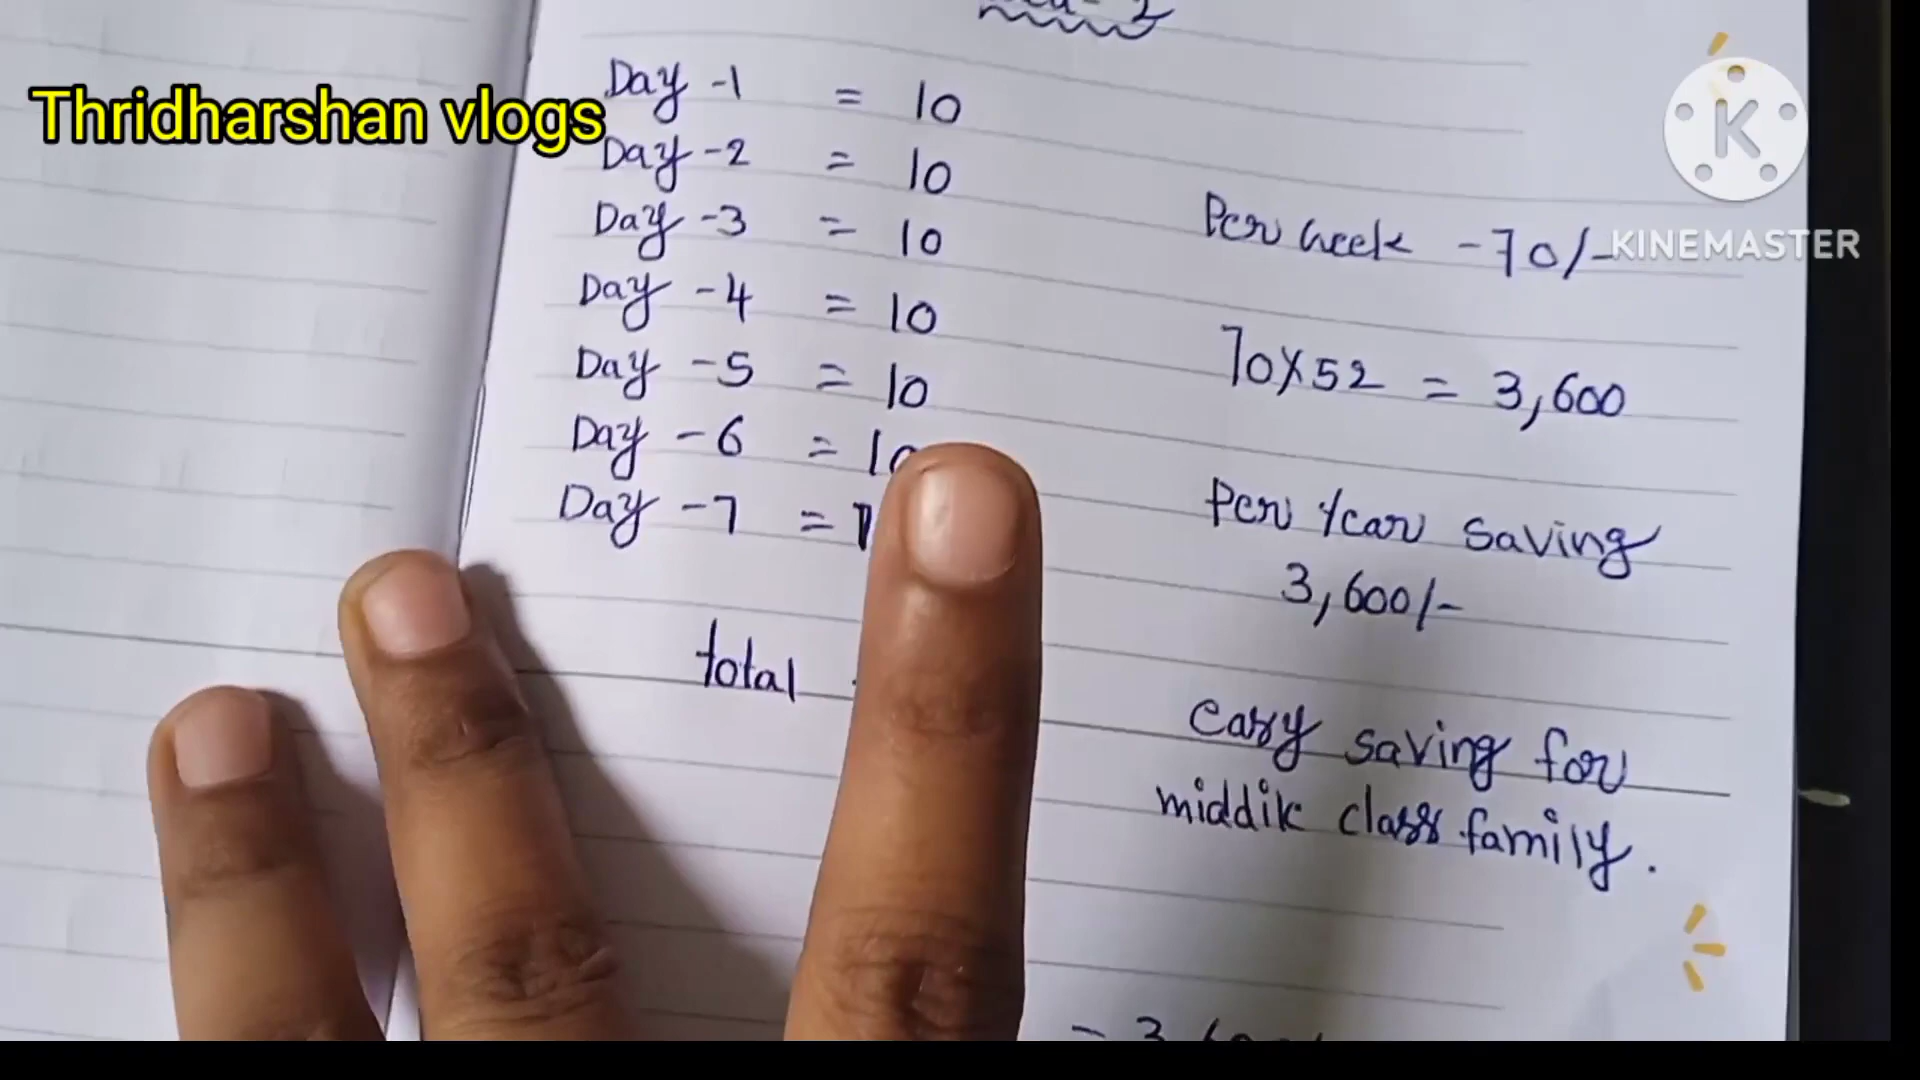 Thridharshan vlogs
K
KINEMASTER
Day -1 = 10
Day -2 = 10
Day -3 = 10
Day -4 = 10
Day -5 = 10
Day -6 = 10
Day -7 =
total
Per week -70/-
70X52 = 3,600
Per year saving
3,600/-
easy saving for
middle class family.